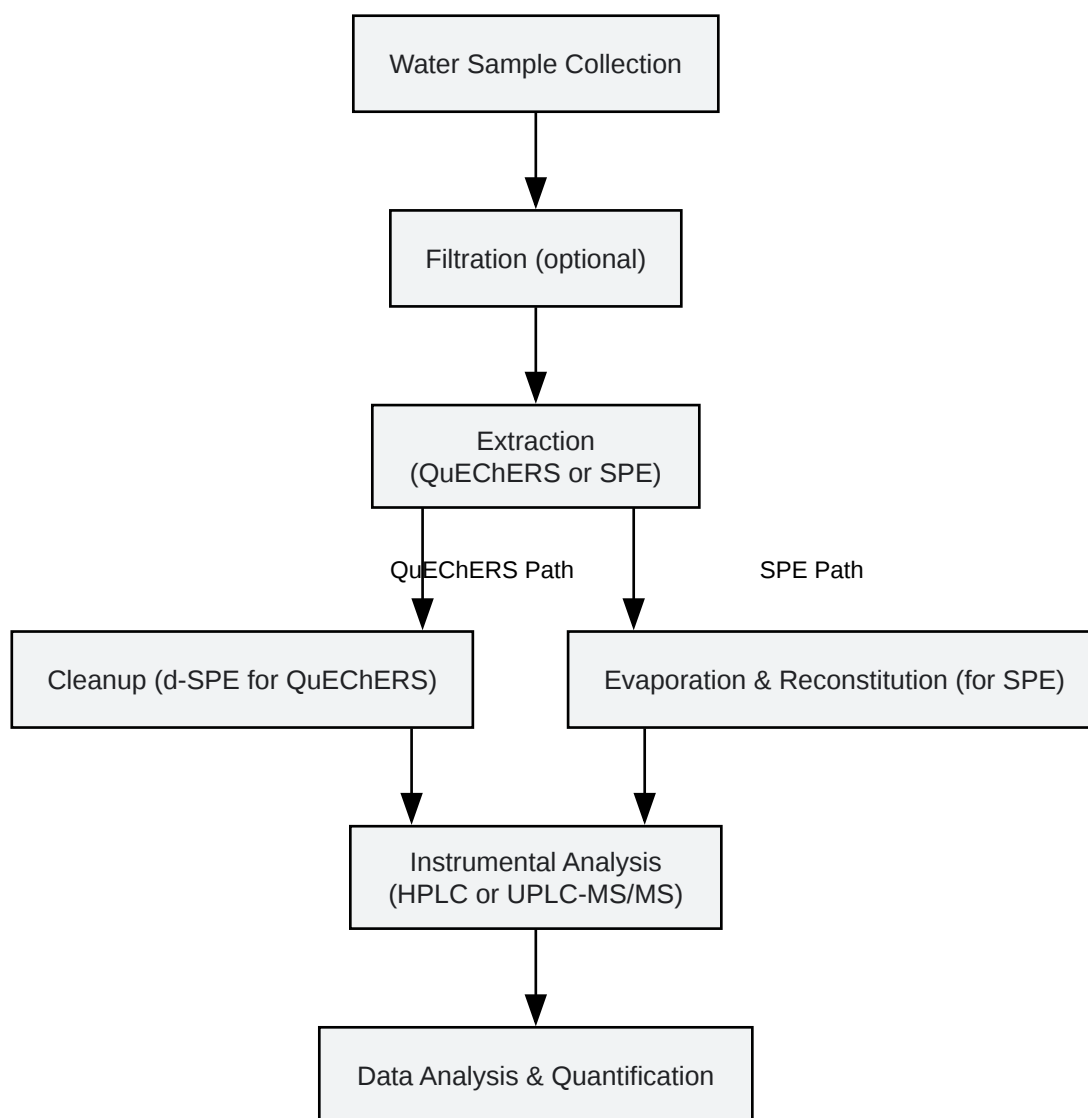 Water Sample Collection
Filtration (optional)
Extraction
(QuEChERS or SPE)
QuEChERS Path
SPE Path
Cleanup (d-SPE for QuEChERS)
Evaporation & Reconstitution (for SPE)
Instrumental Analysis
(HPLC or UPLC-MS/MS)
Data Analysis & Quantification